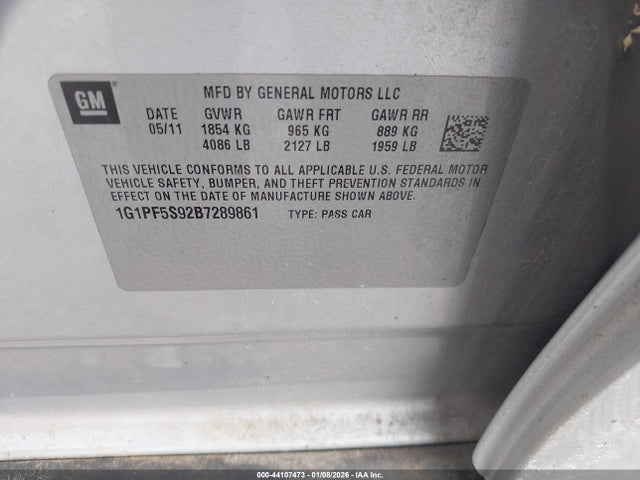 GM
MFD BY GENERAL MOTORS LLC
DATE GVWR GAWR FRT GAWR RR
05/11 1854 KG 965 KG 889 KG
4086 LB 2127 LB 1959 LB
THIS VEHICLE CONFORMS TO ALL APPLICABLE U.S. FEDERAL MOTOR
VEHICLE SAFETY, BUMPER, AND THEFT PREVENTION STANDARDS IN
EFFECT ON THE DATE OF MANUFACTURE SHOWN ABOVE.
1G1PF5S92B7289861 TYPE: PASS CAR
000-44107473 - 01/08/2026 - IAA Inc.